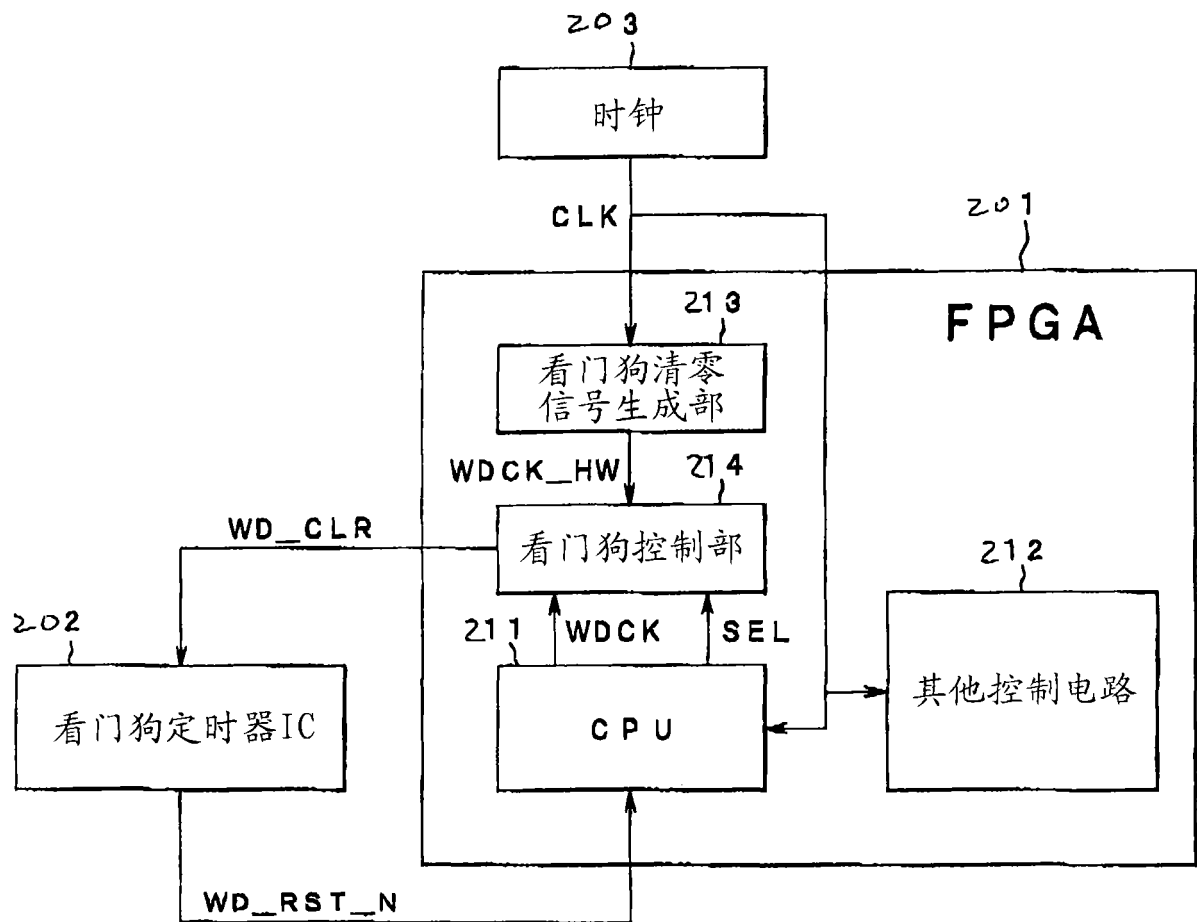 203
时钟
CLK
201
FPGA
213
看门狗清零
信号生成部
WDCK_HW
214
WD_CLR
看门狗控制部
212
202
211
WDCK
SEL
看门狗定时器IC
CPU
其他控制电路
WD_RST_N